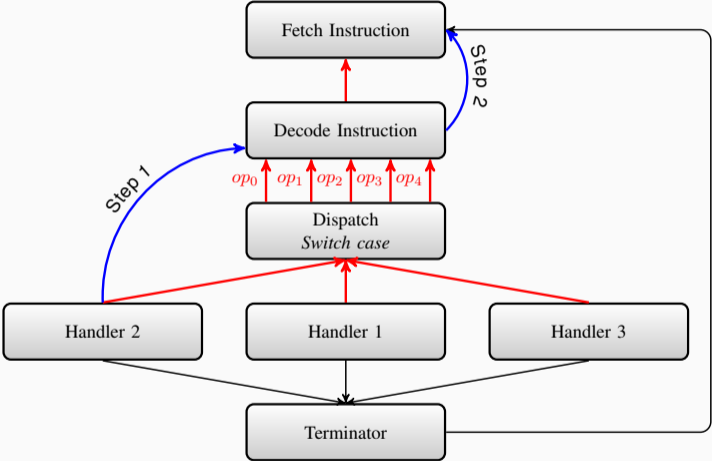 Fetch Instruction
Step 2
Decode Instruction
Step 1
op0 op1 op2 op3 op4
Dispatch
Switch case
Handler 2
Handler 1
Handler 3
Terminator